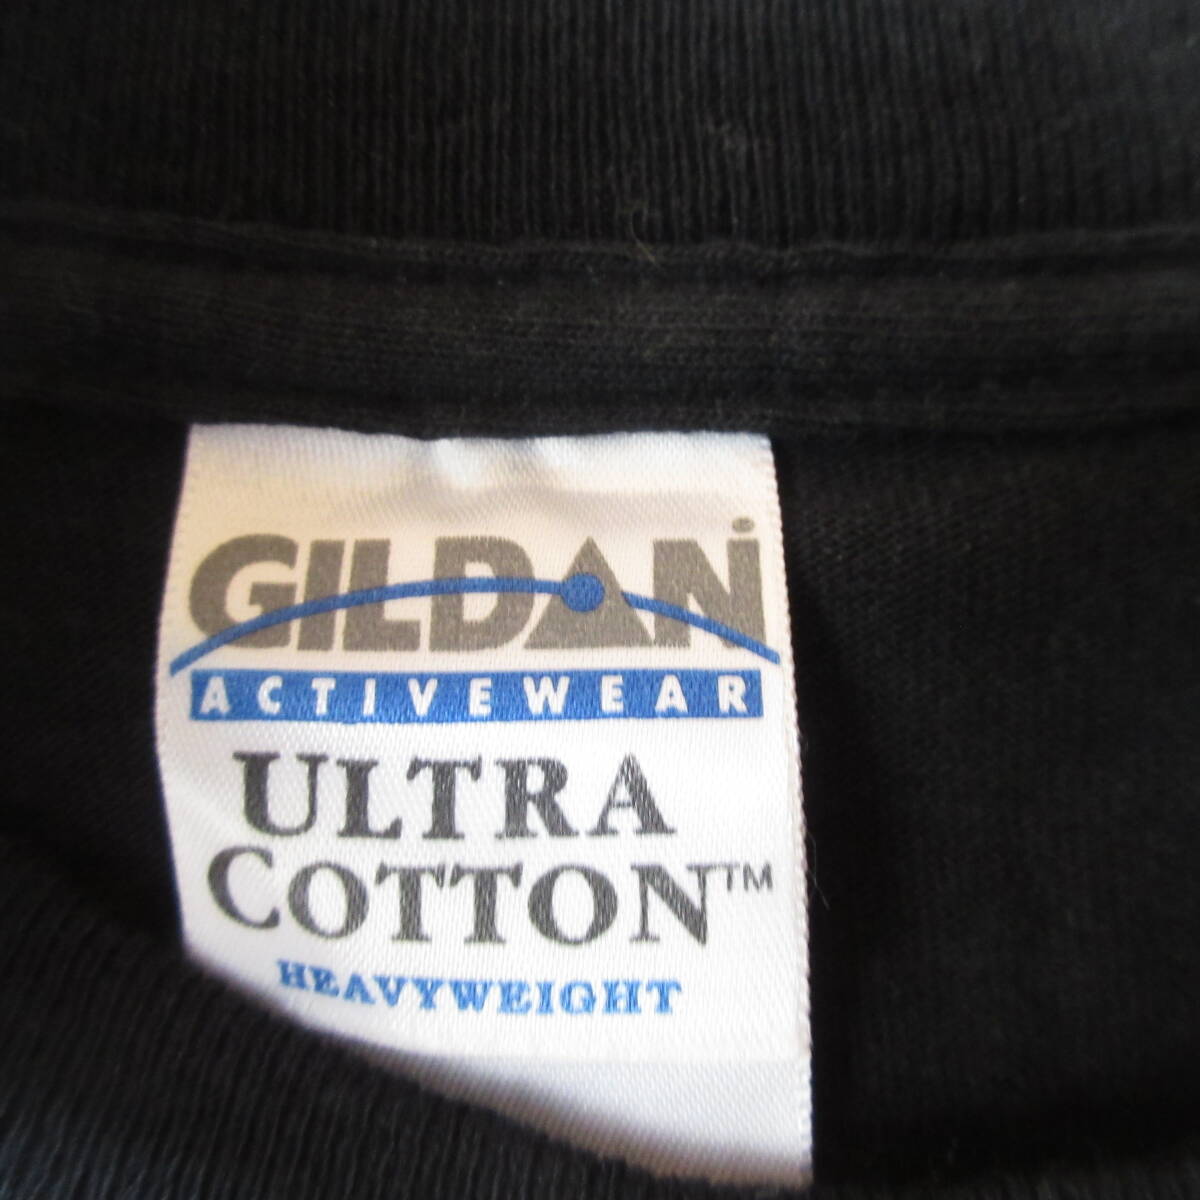 GILDAN
ACTIVEWEAR
ULTRA
COTTON™
HEAVYWEIGHT